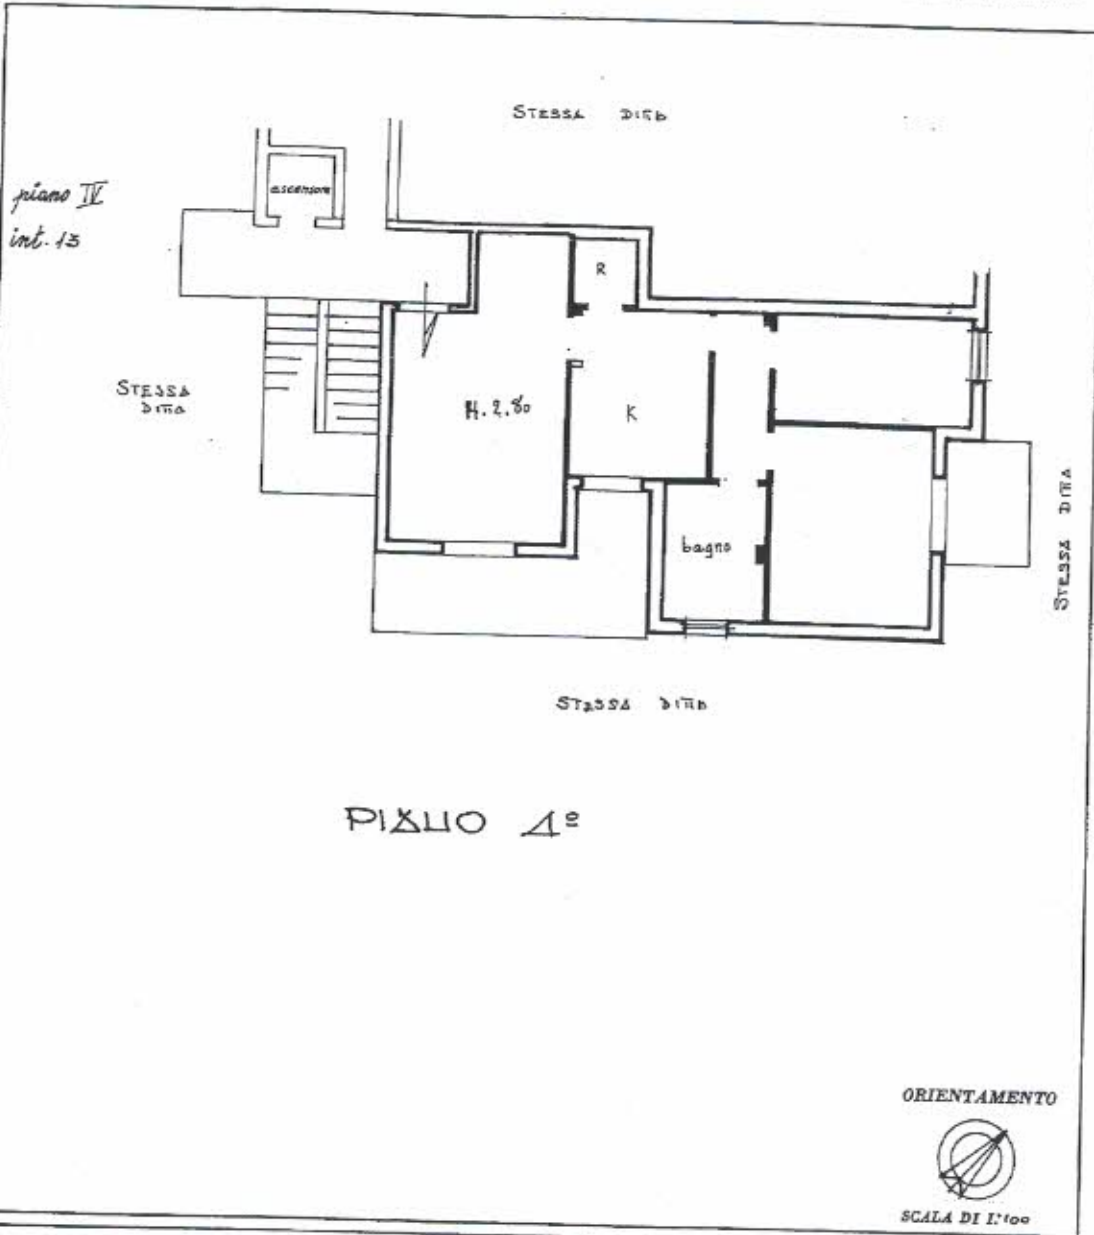 STESSA DITTA
piano IV
int. 13
ascensore
R
STESSA
DITTA
H. 2.80
K
bagno
STESSA DITTA
STESSA DITTA
PIANO 4º
ORIENTAMENTO
SCALA DI 1:100